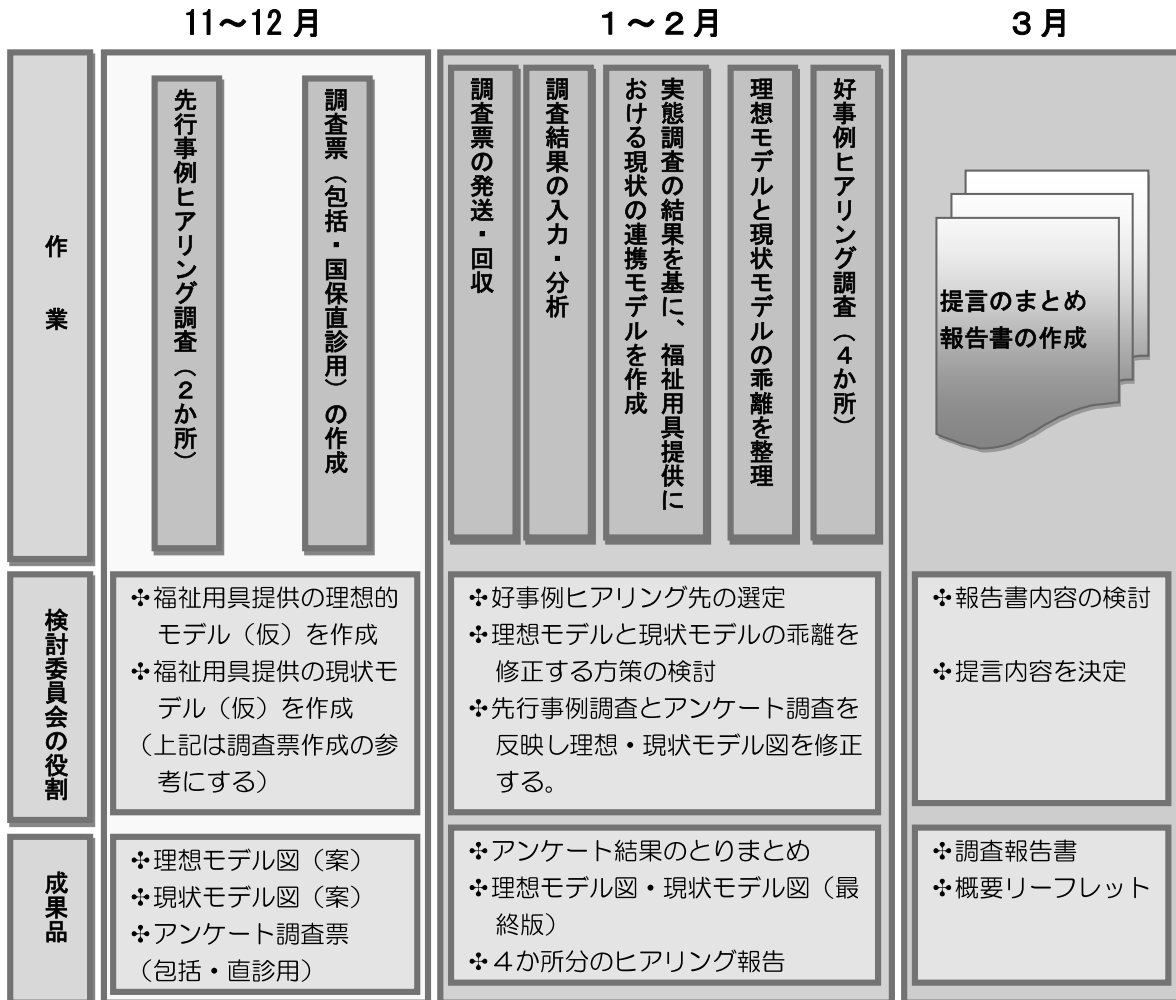 11～12月
１～２月
３月
作業
先行事例ヒアリング調査（２か所）
調査票（包括・国保直診用）の作成
調査票の発送・回収
調査結果の入力・分析
実態調査の結果を基に、福祉用具提供に
おける現状の連携モデルを作成
理想モデルと現状モデルの乖離を整理
好事例ヒアリング調査（４か所）
提言のまとめ
報告書の作成
検討委員会の役割
✣福祉用具提供の理想的
モデル（仮）を作成
✣福祉用具提供の現状モ
デル（仮）を作成
（上記は調査票作成の参
考にする）
✣好事例ヒアリング先の選定
✣理想モデルと現状モデルの乖離を
修正する方策の検討
✣先行事例調査とアンケート調査を
反映し理想・現状モデル図を修正
する。
✣報告書内容の検討
✣提言内容を決定
成果品
✣理想モデル図（案）
✣現状モデル図（案）
✣アンケート調査票
（包括・直診用）
✣アンケート結果のとりまとめ
✣理想モデル図・現状モデル図（最
終版）
✣４か所分のヒアリング報告
✣調査報告書
✣概要リーフレット